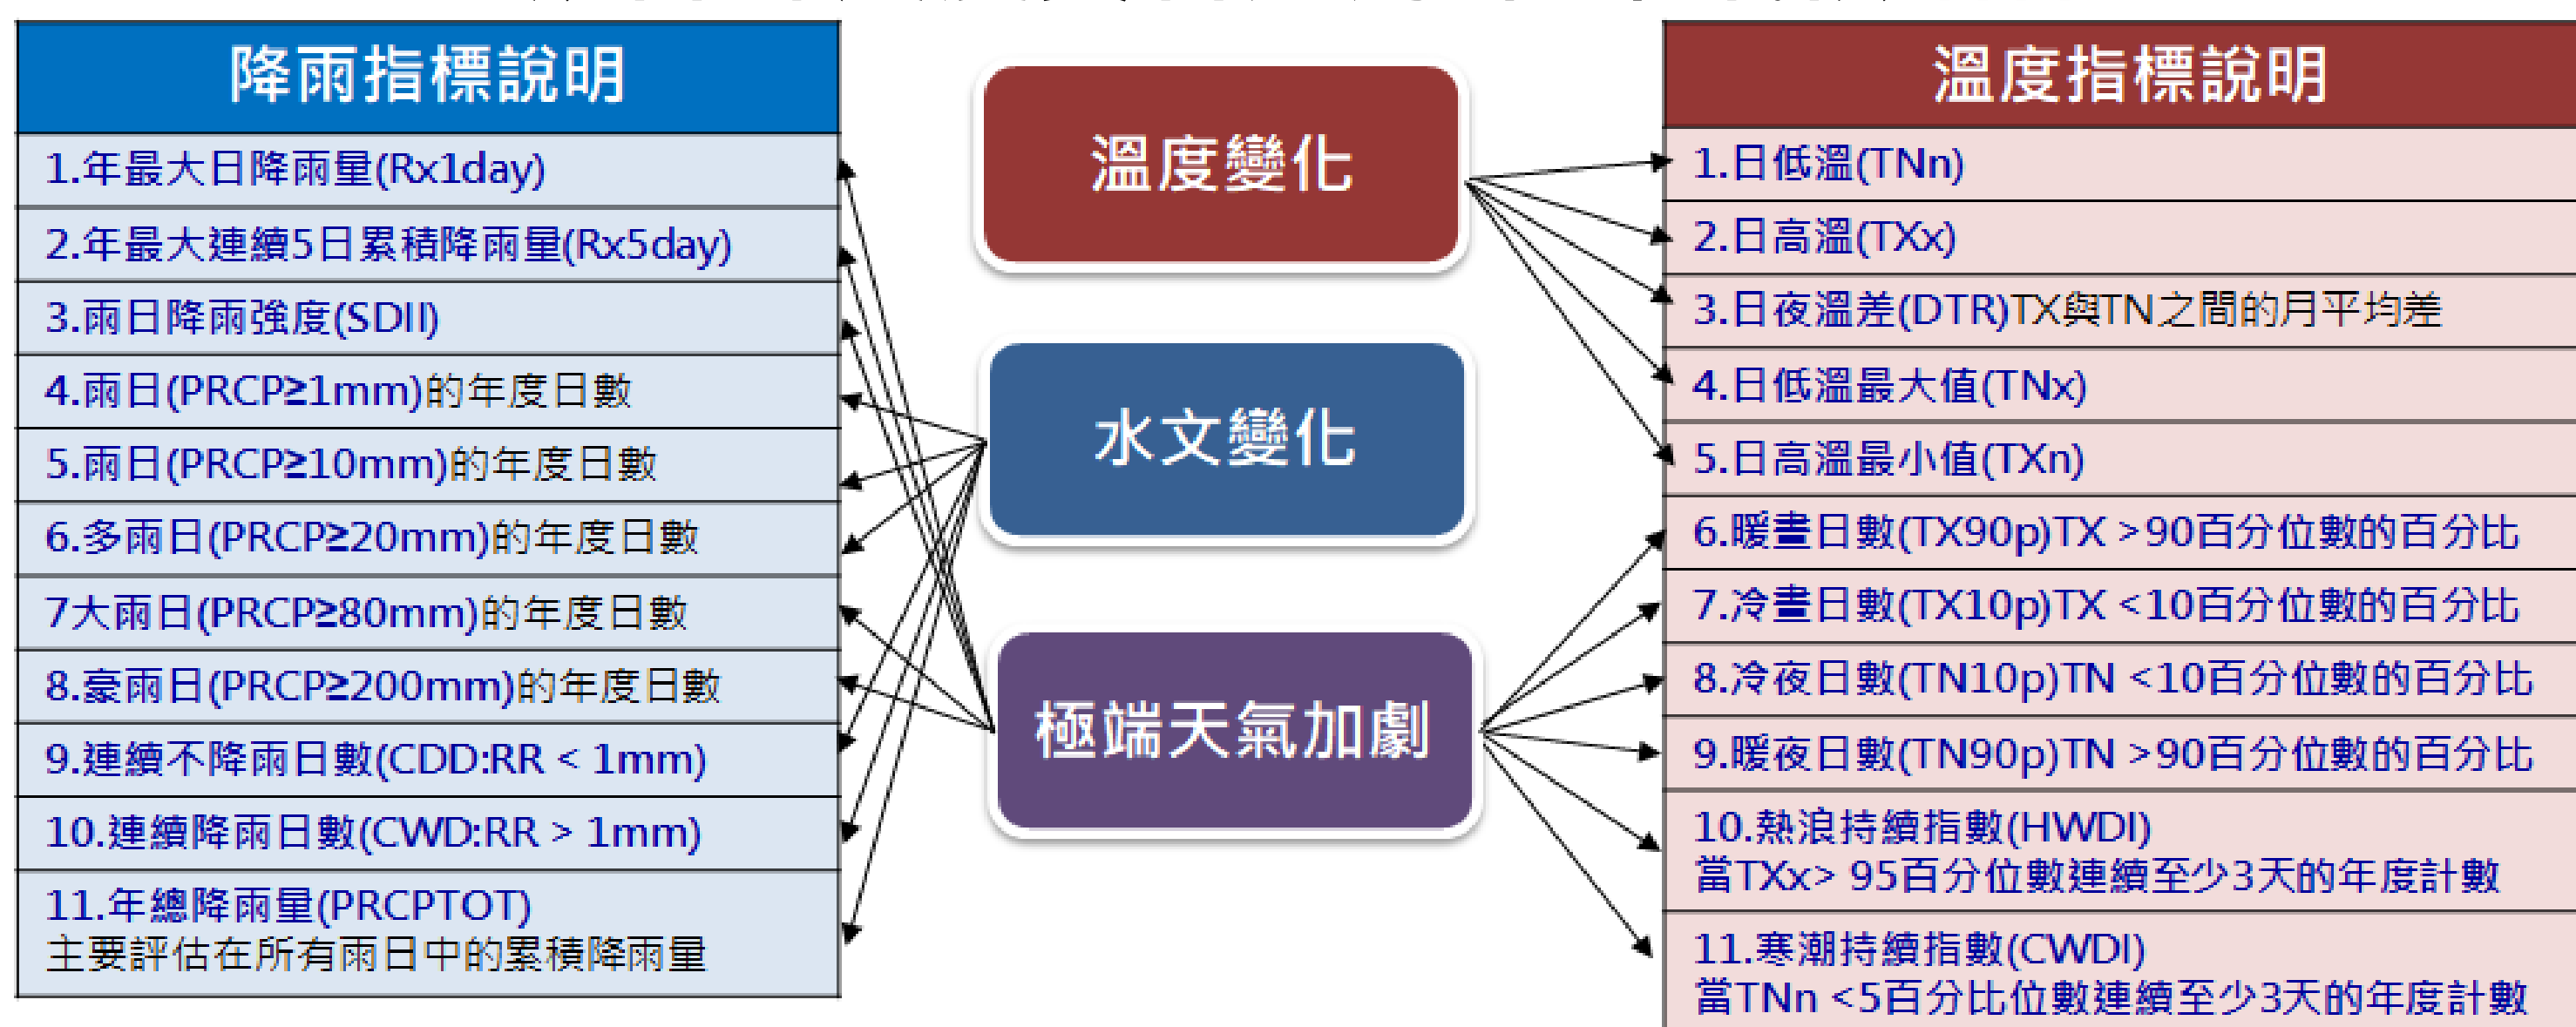 降雨指標說明
1.年最大日降雨量(Rx1day)
2.年最大連續5日累積降雨量(Rx5day)
3.雨日降雨強度(SDII)
4.雨日(PRCP≥1mm)的年度日數
5.雨日(PRCP≥10mm)的年度日數
6.多雨日(PRCP≥20mm)的年度日數
7大雨日(PRCP≥80mm)的年度日數
8.豪雨日(PRCP≥200mm)的年度日數
9.連續不降雨日數(CDD:RR < 1mm)
10.連續降雨日數(CWD:RR > 1mm)
11.年總降雨量(PRCPTOT)
主要評估在所有雨日中的累積降雨量
溫度變化
水文變化
極端天氣加劇
溫度指標說明
1.日低溫(TNn)
2.日高溫(TXx)
3.日夜溫差(DTR)TX與TN之間的月平均差
4.日低溫最大值(TNx)
5.日高溫最小值(TXn)
6.暖晝日數(TX90p)TX >90百分位數的百分比
7.冷晝日數(TX10p)TX <10百分位數的百分比
8.冷夜日數(TN10p)TN <10百分位數的百分比
9.暖夜日數(TN90p)TN >90百分位數的百分比
10.熱浪持續指數(HWDI)
當TXx> 95百分位數連續至少3天的年度計數
11.寒潮持續指數(CWDI)
當TNn <5百分比位數連續至少3天的年度計數